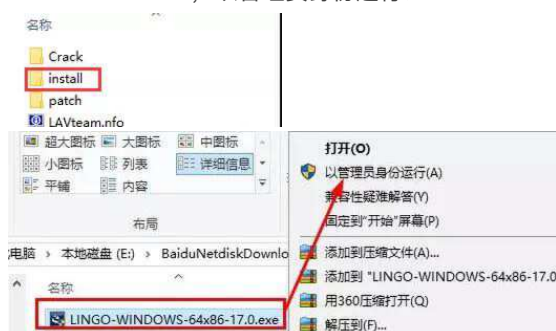 名称
Crack
install
patch
LAVteam.nfo
超大图标 大图标 中图标
小图标 列表 详细信息
平铺 内容
布局
电脑 › 本地磁盘 (E:) › BaiduNetdiskDownlo
名称
LINGO-WINDOWS-64x86-17.0.exe
打开(O)
以管理员身份运行(A)
兼容性疑难解答(Y)
固定到"开始"屏幕(P)
添加到压缩文件(A)...
添加到 "LINGO-WINDOWS-64x86-17.0
用360压缩打开(Q)
解压到(F)...